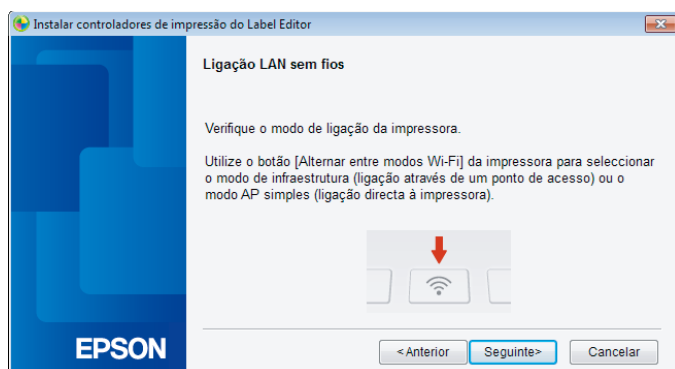 Instalar controladores de impressão do Label Editor
Ligação LAN sem fios
Verifique o modo de ligação da impressora.
Utilize o botão [Alternar entre modos Wi-Fi] da impressora para seleccionar
o modo de infraestrutura (ligação através de um ponto de acesso) ou o
modo AP simples (ligação directa à impressora).
EPSON
<Anterior
Seguinte>
Cancelar